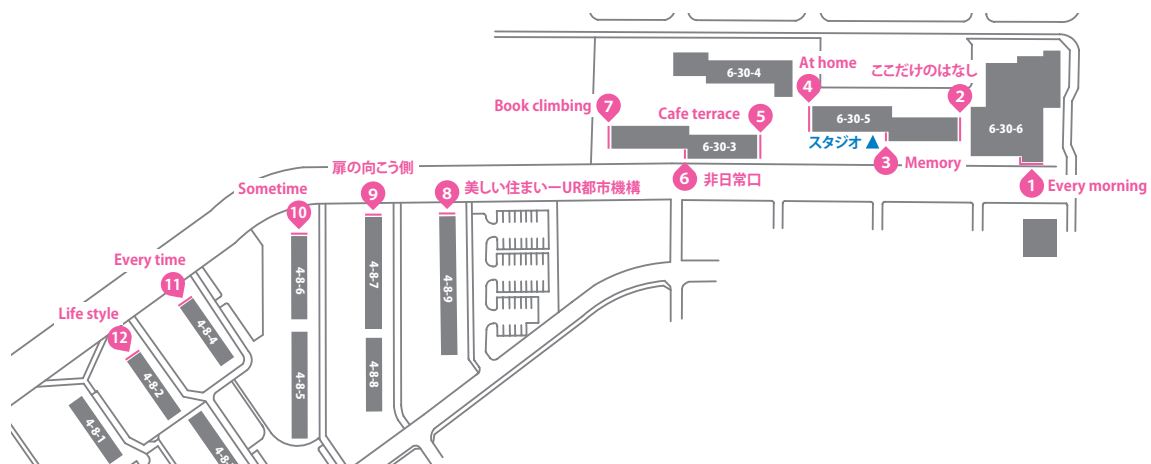 6-30-4
At home
4
ここだけのはなし
2
Book climbing
7
Cafe terrace
5
6-30-5
6-30-6
スタジオ ▲
6-30-3
3
Memory
6
非日常口
1
Every morning
扉の向こう側
9
Sometime
10
8
美しい住まいーUR都市機構
Every time
11
4-8-6
4-8-7
4-8-9
Life style
12
4-8-4
4-8-2
4-8-5
4-8-8
4-8-1